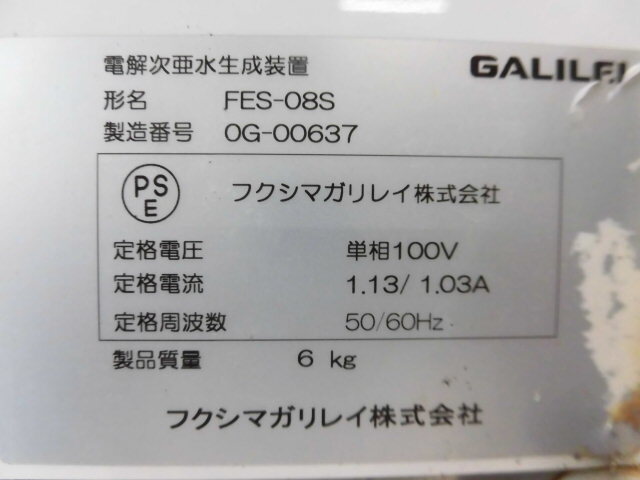 電解次亜水生成装置 GALILEI
形名 FES-08S
製造番号 0G-00637
PS
E
フクシマガリレイ株式会社
定格電圧 単相100V
定格電流 1.13/ 1.03A
定格周波数 50/60Hz
製品質量 6 kg
フクシマガリレイ株式会社